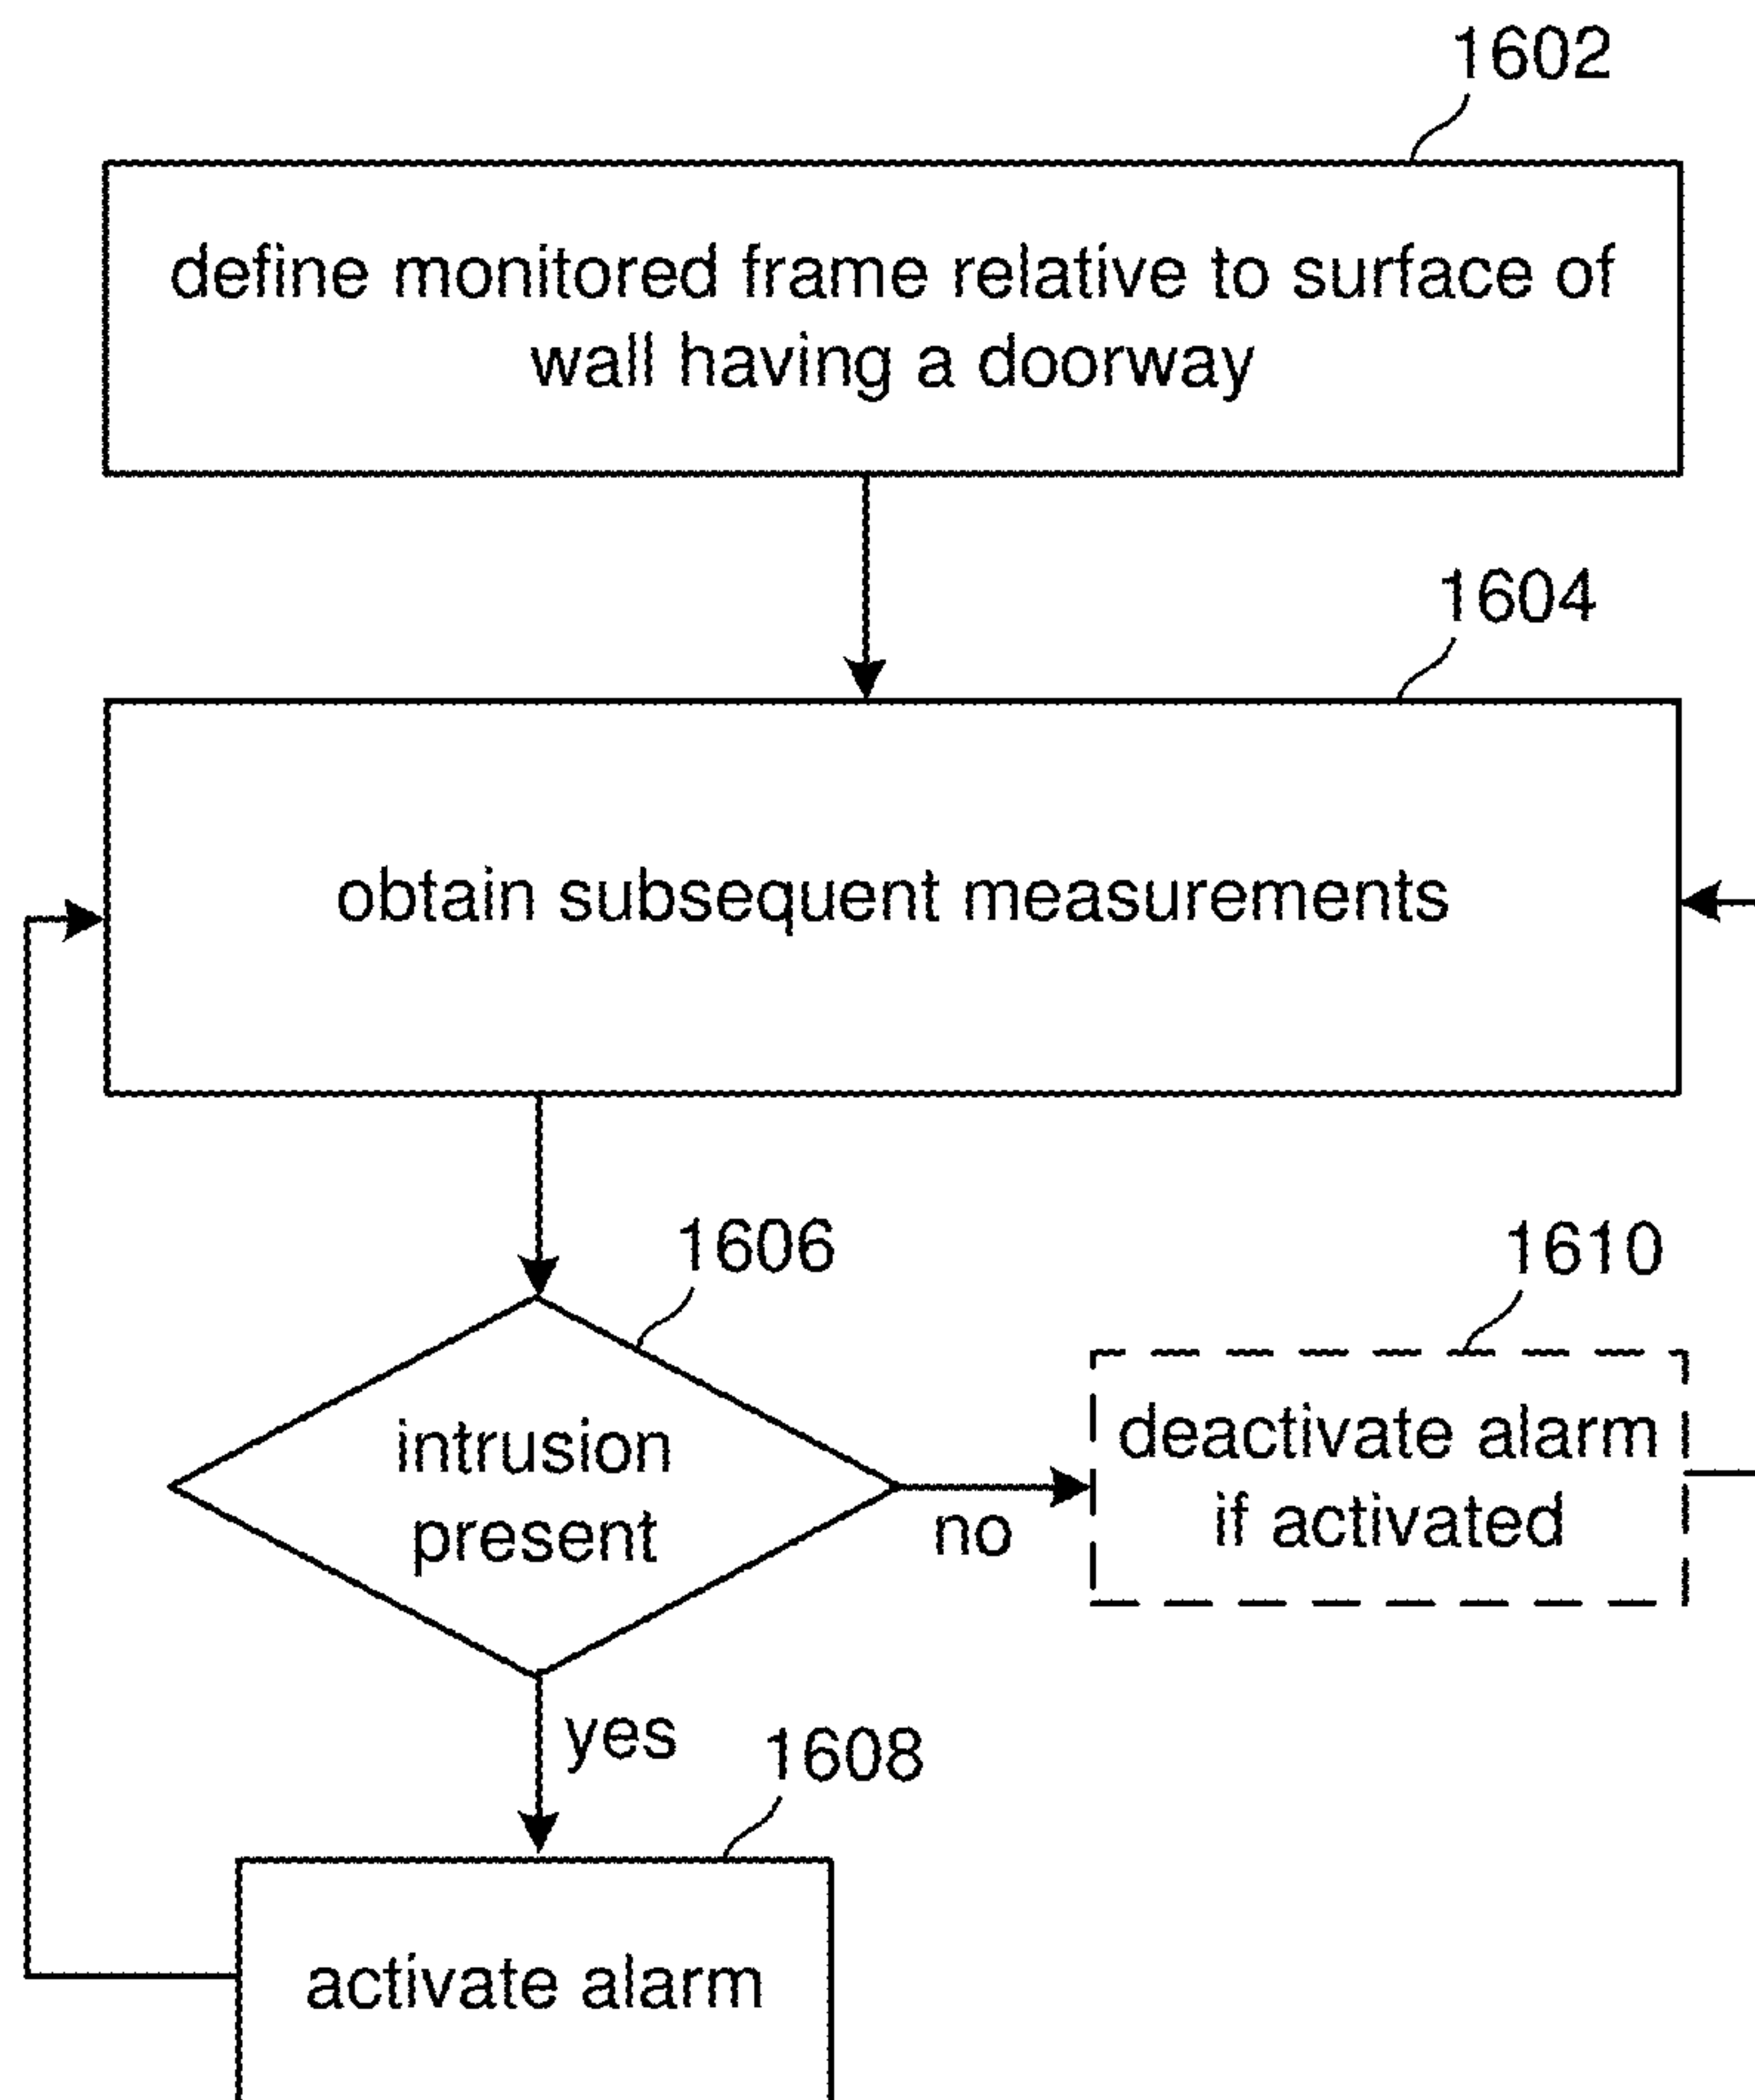 1602
define monitored frame relative to surface of
wall having a doorway
1604
obtain subsequent measurements
1606
intrusion
present
no
1610
deactivate alarm
if activated
yes
1608
activate alarm